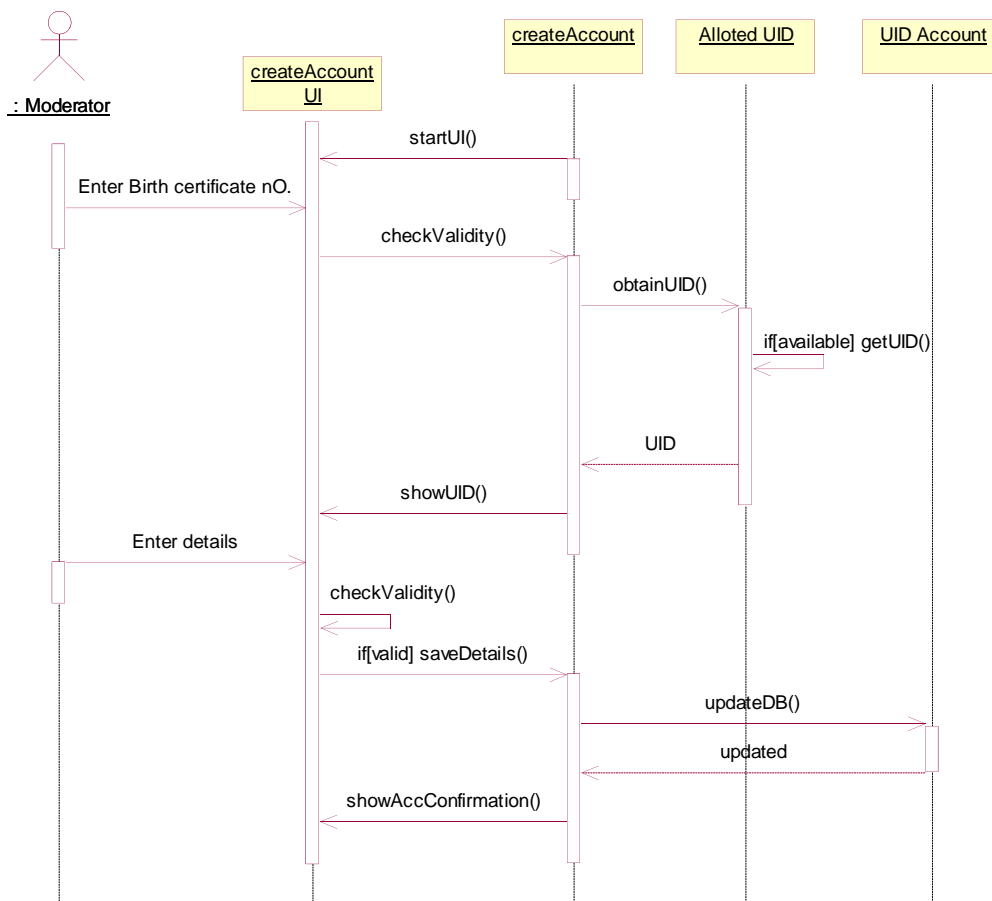 createAccount
Alloted UID
UID Account
createAccount
UI
: Moderator
startUI()
Enter Birth certificate nO.
checkValidity()
obtainUID()
if[available] getUID()
UID
showUID()
Enter details
checkValidity()
if[valid] saveDetails()
updateDB()
updated
showAccConfirmation()